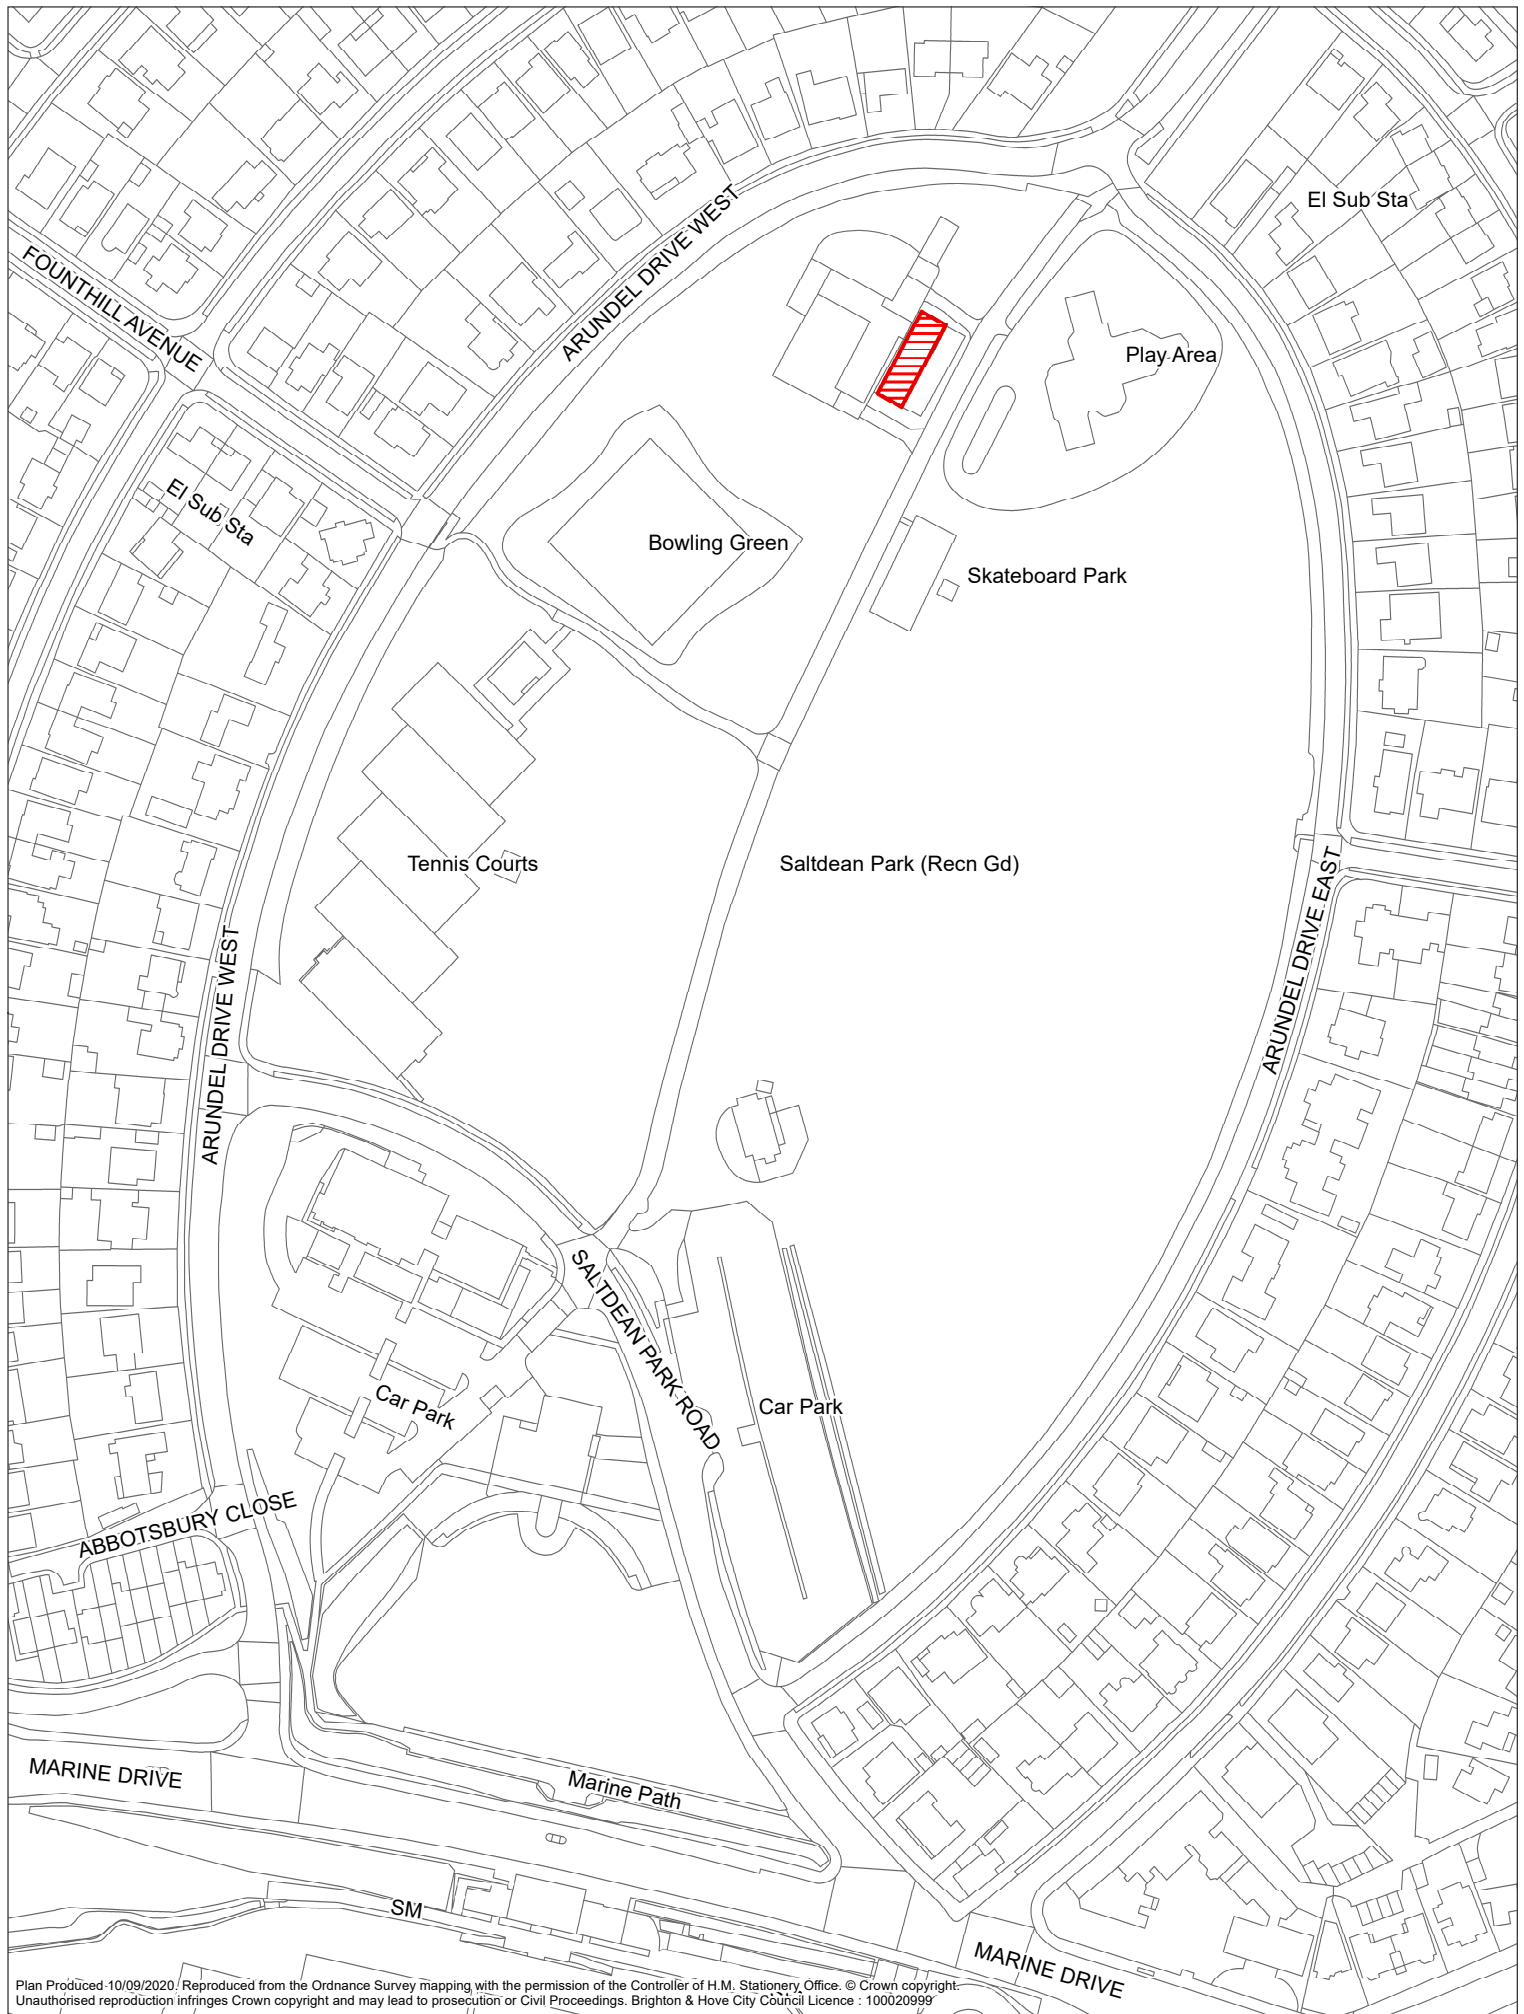 El Sub Sta
ARUNDEL DRIVE WEST
FOUNTHILL AVENUE
Play Area
El Sub Sta
Bowling Green
Skateboard Park
Tennis Courts
Saltdean Park (Recn Gd)
ARUNDEL DRIVE EAST
ARUNDEL DRIVE WEST
SALTDEAN PARK ROAD
Car Park
Car Park
ABBOTSBURY CLOSE
MARINE DRIVE
Marine Path
SM
MARINE DRIVE
Plan Produced 10/09/2020. Reproduced from the Ordnance Survey mapping with the permission of the Controller of H.M. Stationery Office. © Crown copyright.
Unauthorised reproduction infringes Crown copyright and may lead to prosecution or Civil Proceedings. Brighton & Hove City Council Licence : 100020999